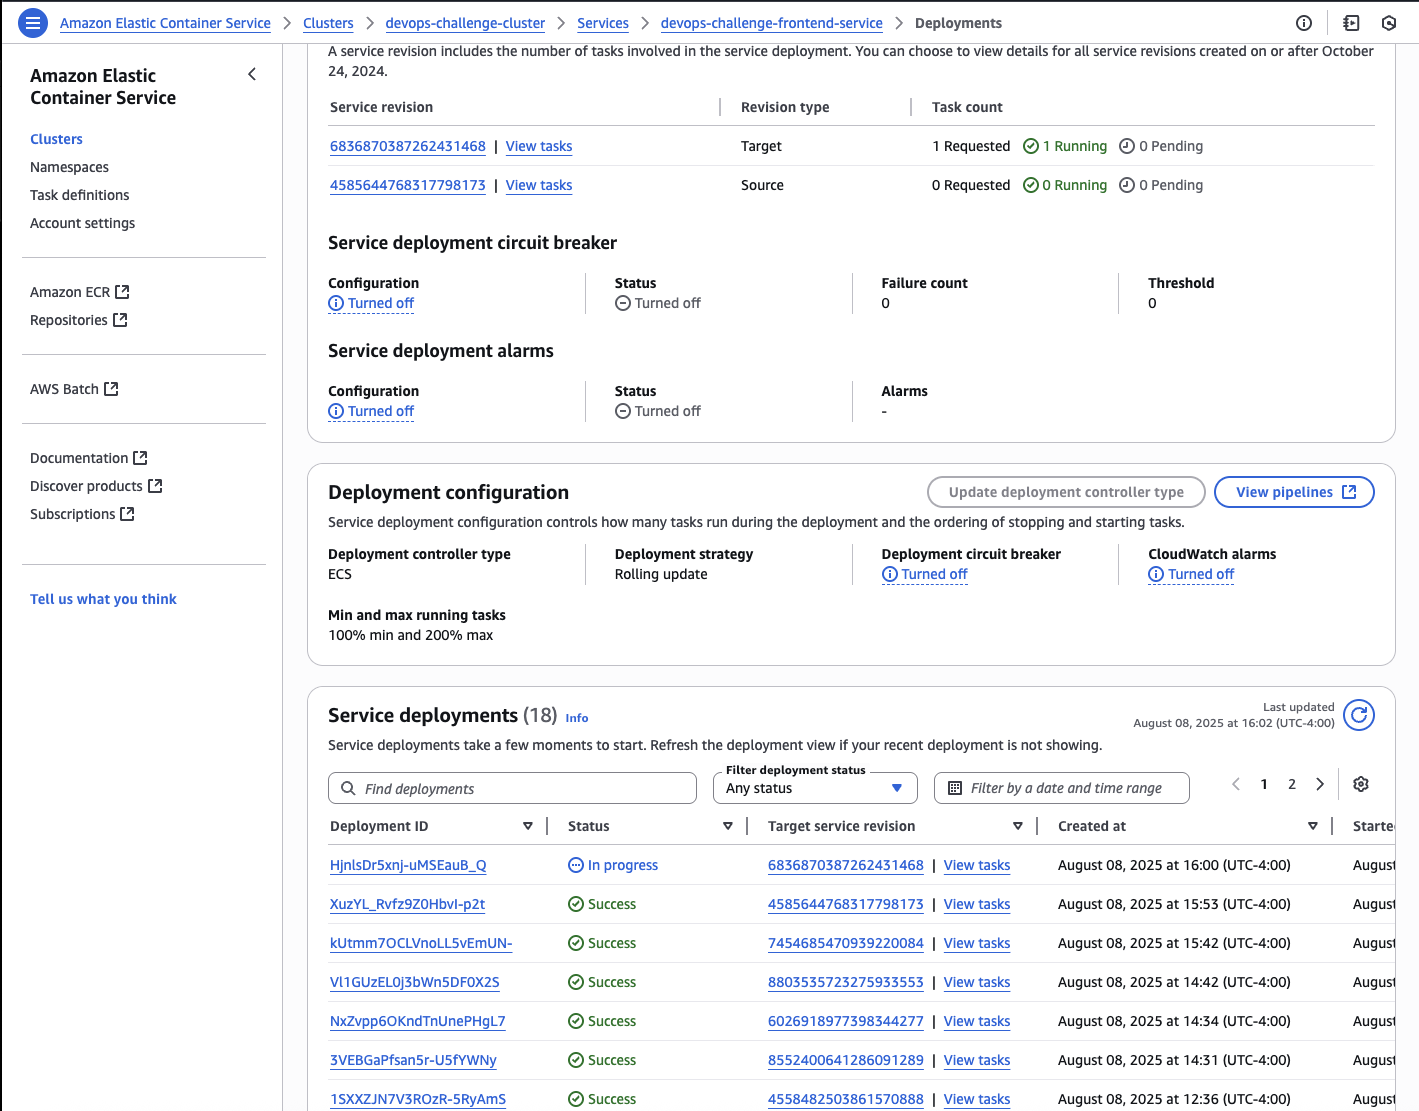 Amazon Elastic Container Service > Clusters > devops-challenge-cluster > Services > devops-challenge-frontend-service > Deployments
Amazon Elastic
Container Service
Clusters
Namespaces
Task definitions
Account settings
Amazon ECR
Repositories
AWS Batch
Documentation
Discover products
Subscriptions
Tell us what you think
A service revision includes the number of tasks involved in the service deployment. You can choose to view details for all service revisions created on or after October
24, 2024.
Service revision | Revision type | Task count
6836870387262431468 | View tasks Target 1 Requested 1 Running 0 Pending
4585644768317798173 | View tasks Source 0 Requested 0 Running 0 Pending
Service deployment circuit breaker
Configuration Status Failure count Threshold
Turned off Turned off 0 0
Service deployment alarms
Configuration Status Alarms
Turned off Turned off -
Deployment configuration Update deployment controller type View pipelines
Service deployment configuration controls how many tasks run during the deployment and the ordering of stopping and starting tasks.
Deployment controller type Deployment strategy Deployment circuit breaker CloudWatch alarms
ECS Rolling update Turned off Turned off
Min and max running tasks
100% min and 200% max
Service deployments (18) Info
Last updated
August 08, 2025 at 16:02 (UTC-4:00)
Service deployments take a few moments to start. Refresh the deployment view if your recent deployment is not showing.
Filter deployment status
Find deployments Any status Filter by a date and time range < 1 2 >
Deployment ID | Status | Target service revision | Created at | Starte
HjnlsDr5xnj-uMSEauB_Q In progress 6836870387262431468 | View tasks August 08, 2025 at 16:00 (UTC-4:00) August
XuzYL_Rvfz9Z0HbvI-p2t Success 4585644768317798173 | View tasks August 08, 2025 at 15:53 (UTC-4:00) August
kUtmm7OCLVnoLL5vEmUN- Success 7454685470939220084 | View tasks August 08, 2025 at 15:42 (UTC-4:00) August
Vl1GUzEL0j3bWn5DF0X2S Success 8803535723275933553 | View tasks August 08, 2025 at 14:42 (UTC-4:00) August
NxZvpp6OKndTnUnePHgL7 Success 6026918977398344277 | View tasks August 08, 2025 at 14:34 (UTC-4:00) August
3VEBGaPfsan5r-U5fYWNy Success 8552400641286091289 | View tasks August 08, 2025 at 14:31 (UTC-4:00) August
1SXXZJN7V3ROzR-5RyAmS Success 4558482503861570888 | View tasks August 08, 2025 at 12:36 (UTC-4:00) August